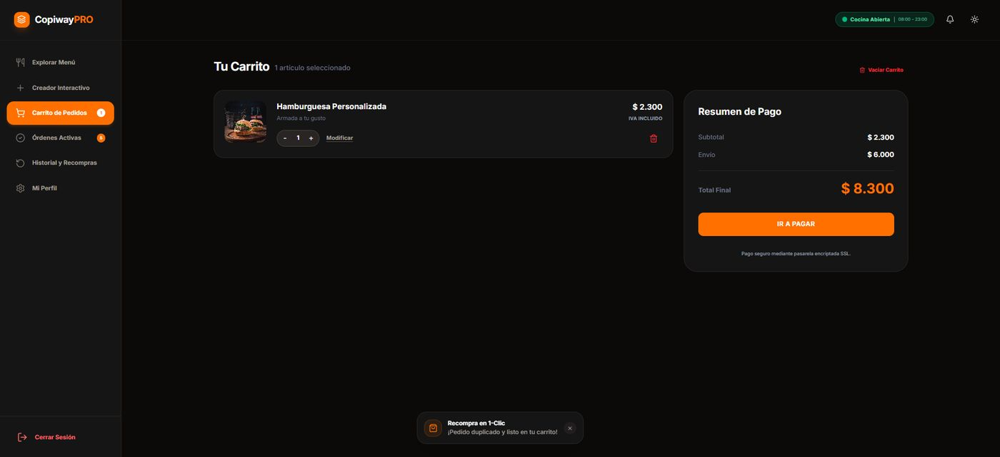 CopiwayPRO
Cocina Abierta | 08:00 - 23:00
Explorar Menú
Creador Interactivo
Carrito de Pedidos 1
Órdenes Activas 5
Historial y Recompras
Mi Perfil
Cerrar Sesión
Tu Carrito 1 artículo seleccionado
Vaciar Carrito
Hamburguesa Personalizada
Armada a tu gusto
- 1 + Modificar
$ 2.300
IVA INCLUIDO
Resumen de Pago
Subtotal $ 2.300
Envío $ 6.000
Total Final $ 8.300
IR A PAGAR
Pago seguro mediante pasarela encriptada SSL.
Recompra en 1-Clic
¡Pedido duplicado y listo en tu carrito!